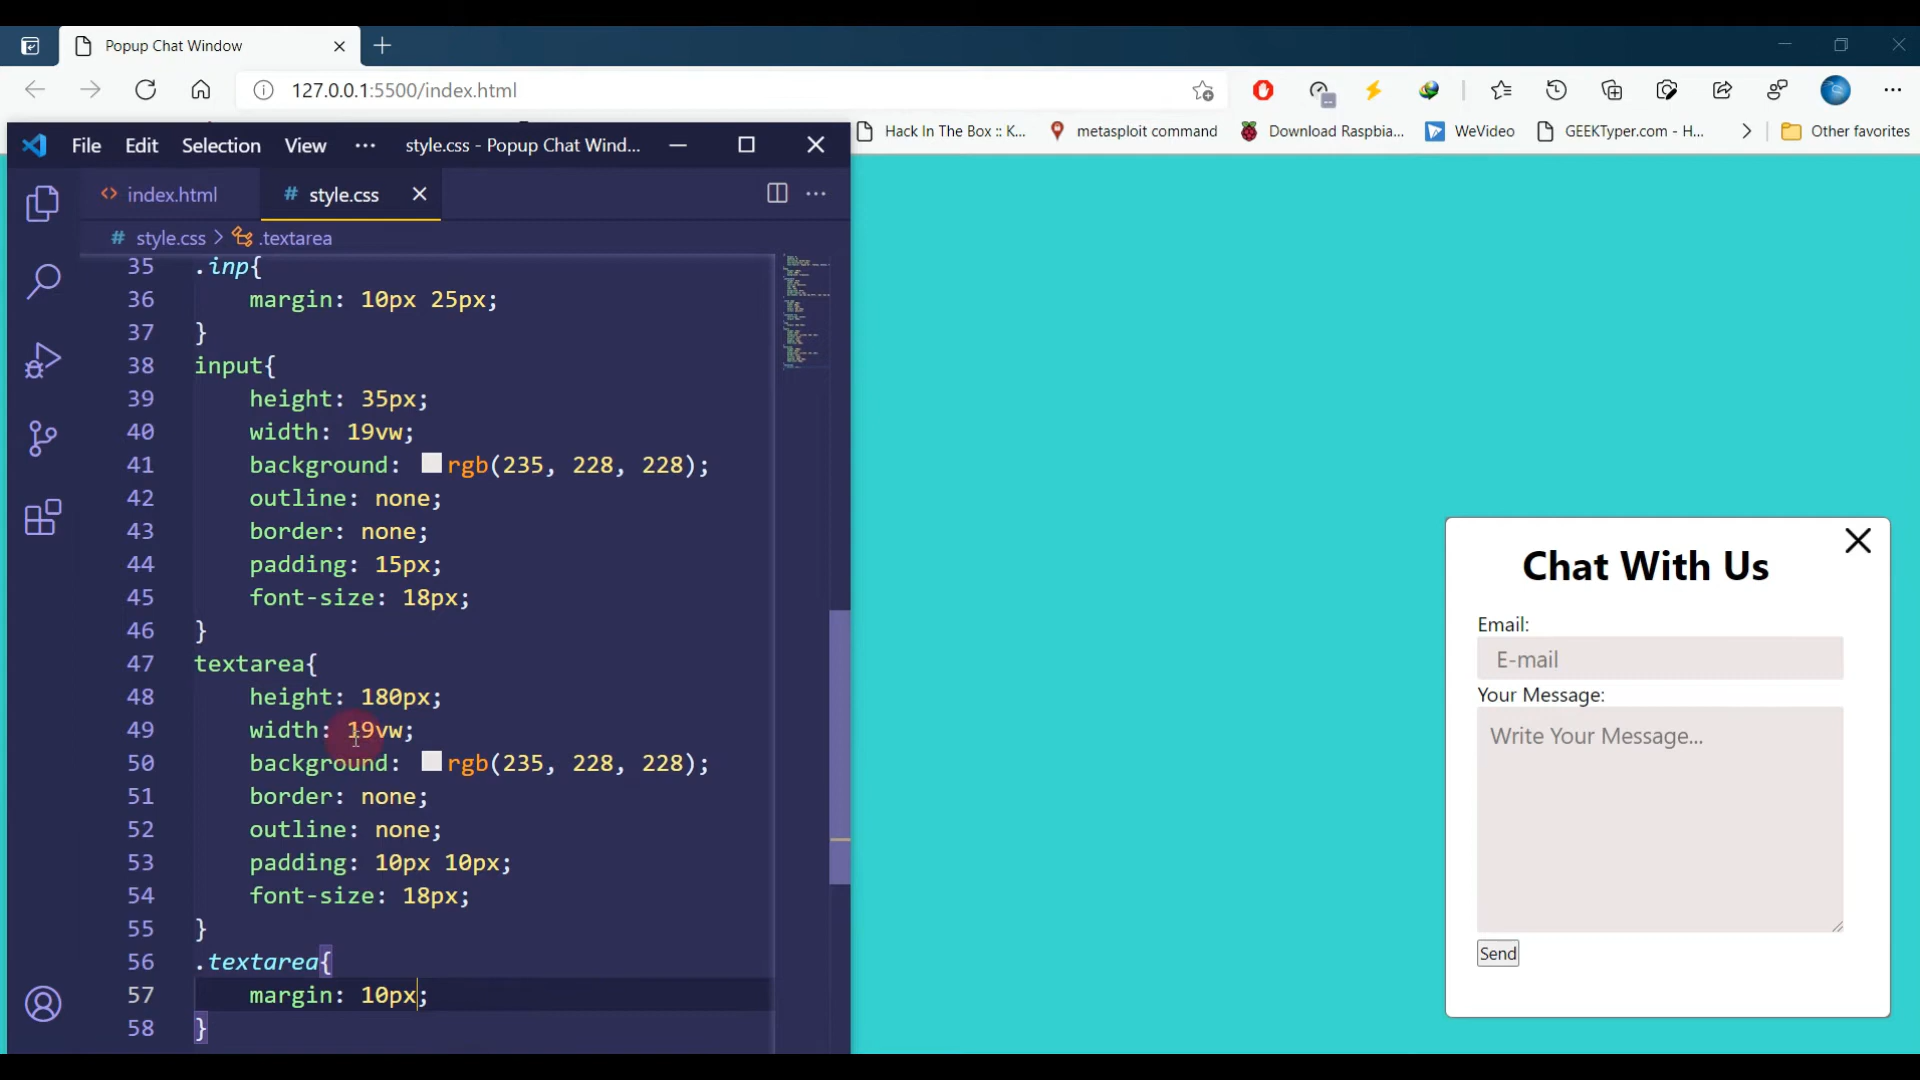 Popup Chat Window
127.0.0.1:5500/index.html
Hack In The Box :: K...
metasploit command
Download Raspbia...
WeVideo
GEEKTyper.com - H...
Other favorites
File Edit Selection View ··· style.css - Popup Chat Wind...
index.html
# style.css
# style.css > .textarea
35 .inp{
36 margin: 10px 25px;
37 }
38 input{
39 height: 35px;
40 width: 19vw;
41 background: rgb(235, 228, 228);
42 outline: none;
43 border: none;
44 padding: 15px;
45 font-size: 18px;
46 }
47 textarea{
48 height: 180px;
49 width: 19vw;
50 background: rgb(235, 228, 228);
51 border: none;
52 outline: none;
53 padding: 10px 10px;
54 font-size: 18px;
55 }
56 .textarea{
57 margin: 10px;
58 }
Chat With Us
Email:
E-mail
Your Message:
Write Your Message...
Send